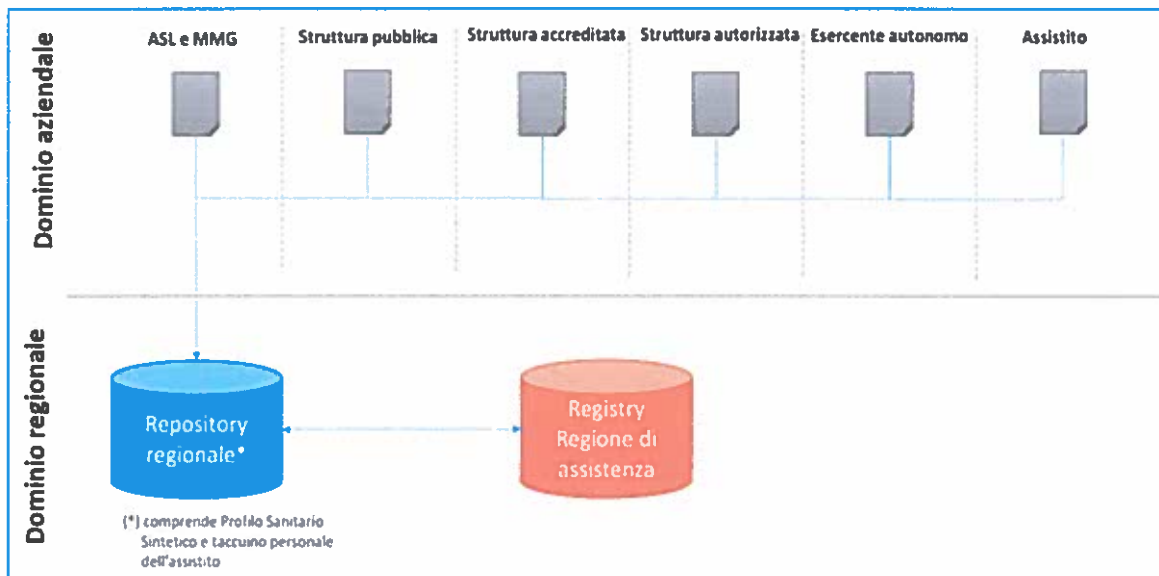 Dominio aziendale
ASL e MMG
Struttura pubblica
Struttura accreditata
Struttura autorizzata
Esercente autonomo
Assistito
Dominio regionale
Repository
regionale*
Registry
Regione di
assistenza
(*) comprende Profilo Sanitario
Sintetico e taccuino personale
dell'assistito